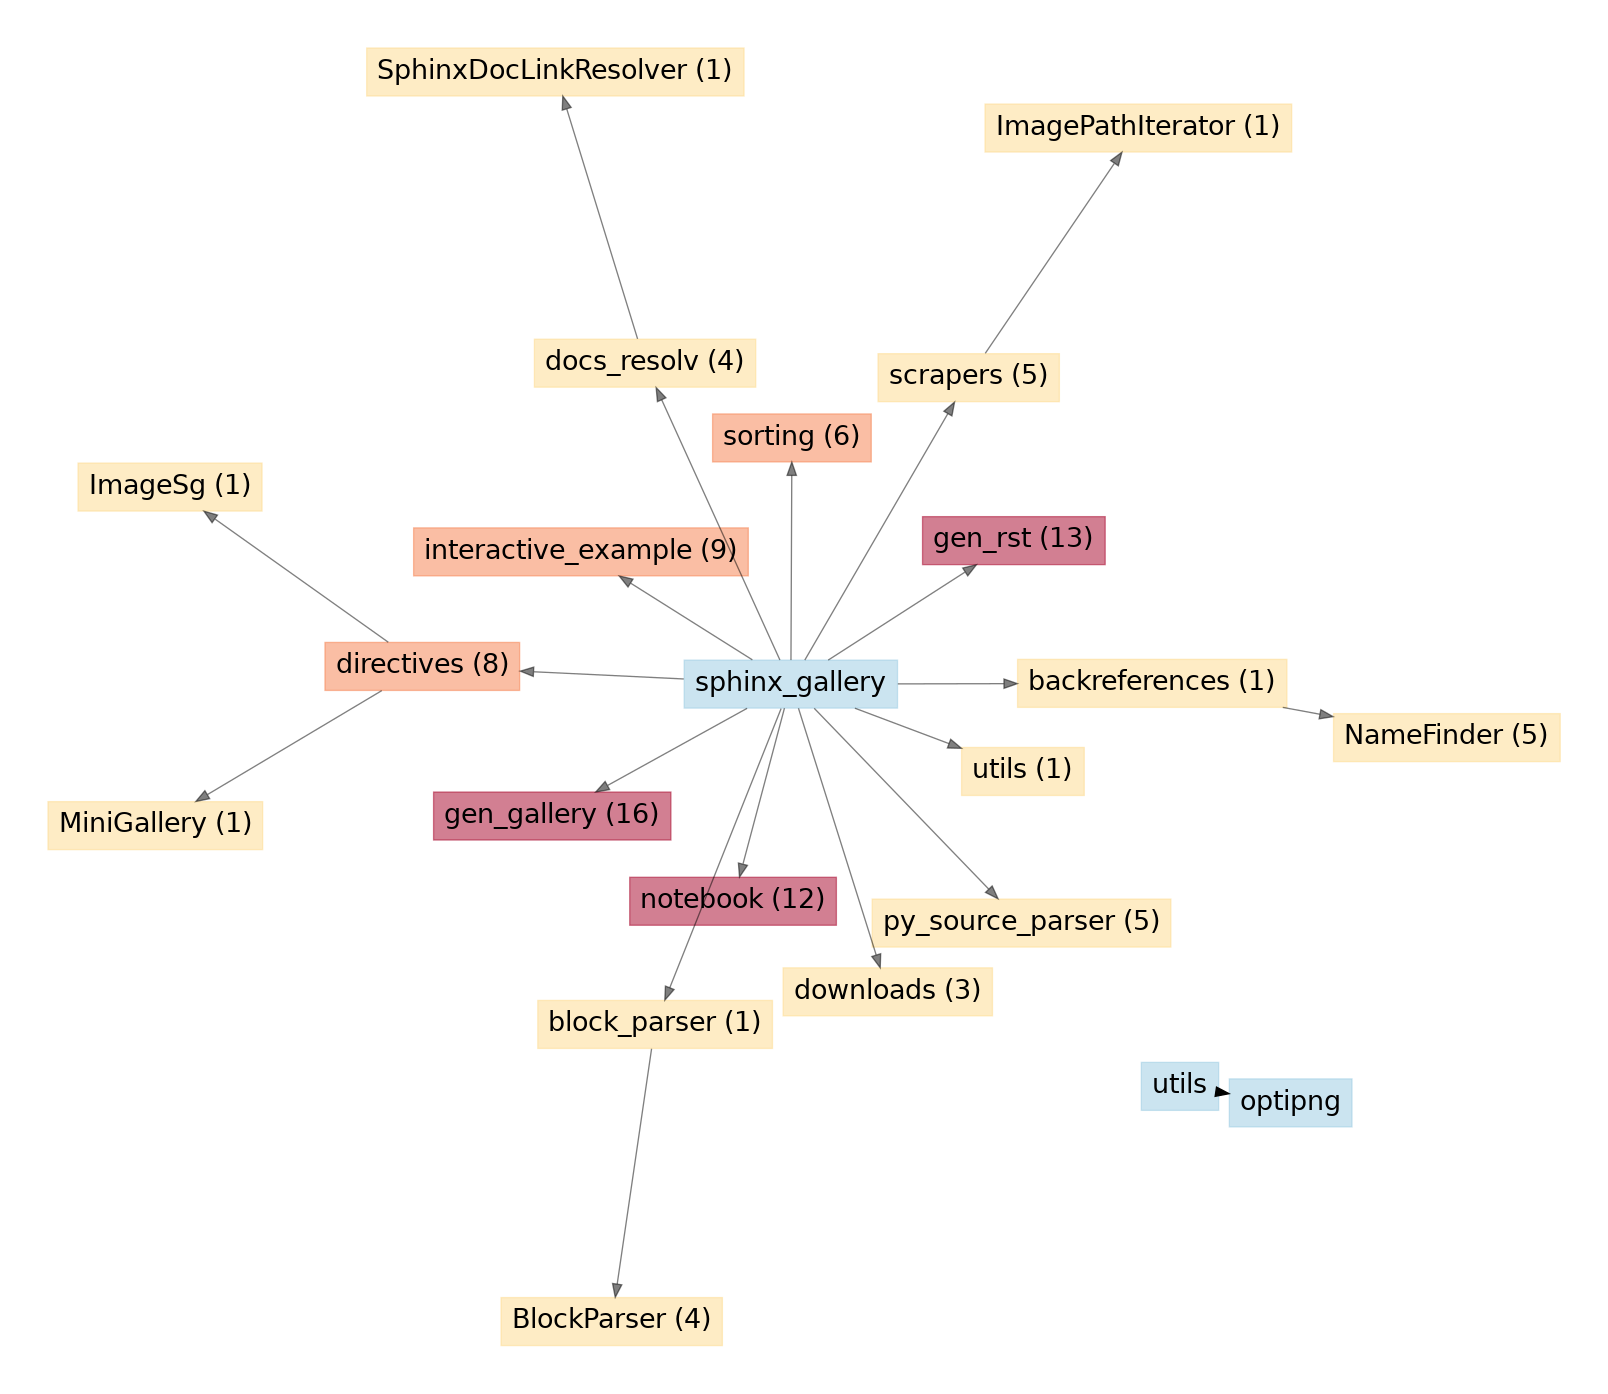 SphinxDocLinkResolver (1)
ImagePathIterator (1)
docs_resolv (4)
scrapers (5)
sorting (6)
ImageSg (1)
gen_rst (13)
interactive_example (9)
directives (8)
sphinx_gallery
backreferences (1)
NameFinder (5)
utils (1)
gen_gallery (16)
MiniGallery (1)
notebook (12)
py_source_parser (5)
downloads (3)
block_parser (1)
utils
optipng
BlockParser (4)